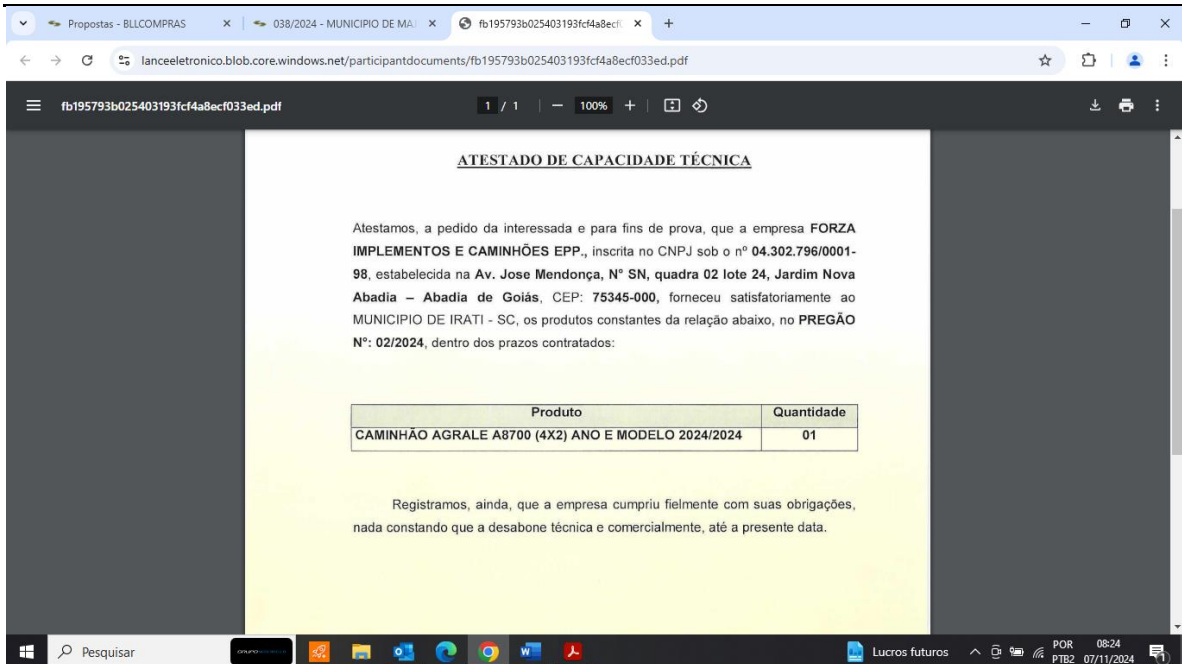 Propostas - BLLCOMPRAS
038/2024 - MUNICIPIO DE MA
fb195793b025403193fcf4a8ecf
lanceeletronico.blob.core.windows.net/participantdocuments/fb195793b025403193fcf4a8ecf033ed.pdf
fb195793b025403193fcf4a8ecf033ed.pdf
1 / 1
100%
ATESTADO DE CAPACIDADE TÉCNICA
Atestamos, a pedido da interessada e para fins de prova, que a empresa FORZA
IMPLEMENTOS E CAMINHÕES EPP., inscrita no CNPJ sob o nº 04.302.796/0001-
98, estabelecida na Av. Jose Mendonça, N° SN, quadra 02 lote 24, Jardim Nova
Abadia – Abadia de Goiás, CEP: 75345-000, forneceu satisfatoriamente ao
MUNICIPIO DE IRATI - SC, os produtos constantes da relação abaixo, no PREGÃO
N°: 02/2024, dentro dos prazos contratados:
Produto Quantidade
CAMINHÃO AGRALE A8700 (4X2) ANO E MODELO 2024/2024 01
Registramos, ainda, que a empresa cumpriu fielmente com suas obrigações,
nada constando que a desabone técnica e comercialmente, até a presente data.
Pesquisar
Lucros futuros
POR 08:24
PTB2 07/11/2024